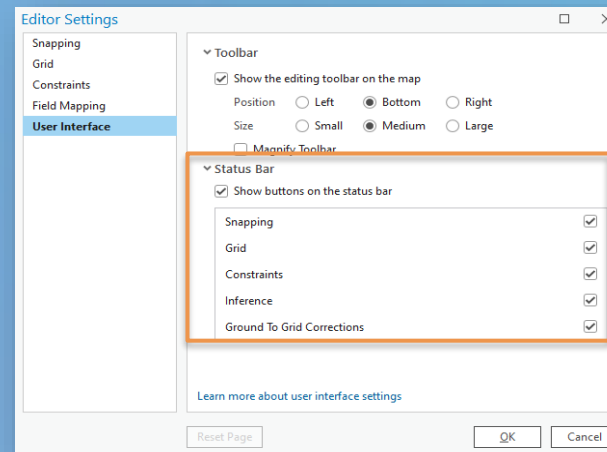 Editor Settings
Snapping
Grid
Constraints
Field Mapping
User Interface
Toolbar
Show the editing toolbar on the map
Position Left Bottom Right
Size Small Medium Large
Magnify Toolbar
Status Bar
Show buttons on the status bar
Snapping
Grid
Constraints
Inference
Ground To Grid Corrections
Learn more about user interface settings
Reset Page OK Cancel